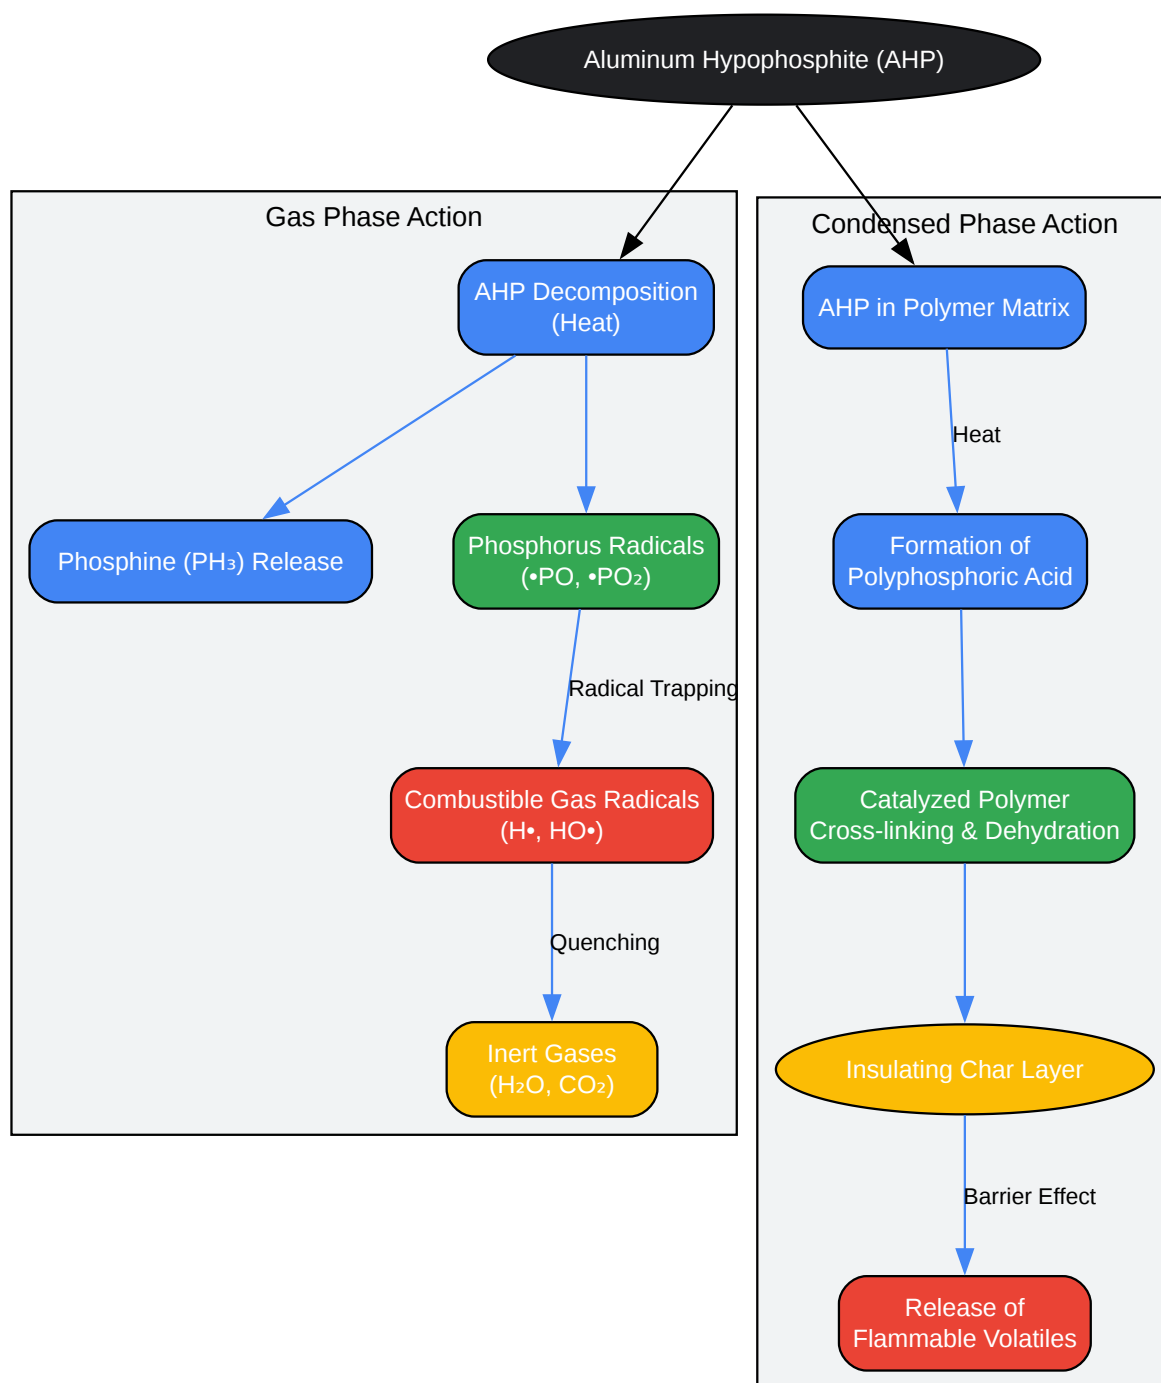 Aluminum Hypophosphite (AHP)
Gas Phase Action
AHP Decomposition
(Heat)
Phosphine (PH₃) Release
Phosphorus Radicals
(•PO, •PO₂)
Radical Trapping
Combustible Gas Radicals
(H•, HO•)
Quenching
Inert Gases
(H₂O, CO₂)
Condensed Phase Action
AHP in Polymer Matrix
Heat
Formation of
Polyphosphoric Acid
Catalyzed Polymer
Cross-linking & Dehydration
Insulating Char Layer
Barrier Effect
Release of
Flammable Volatiles